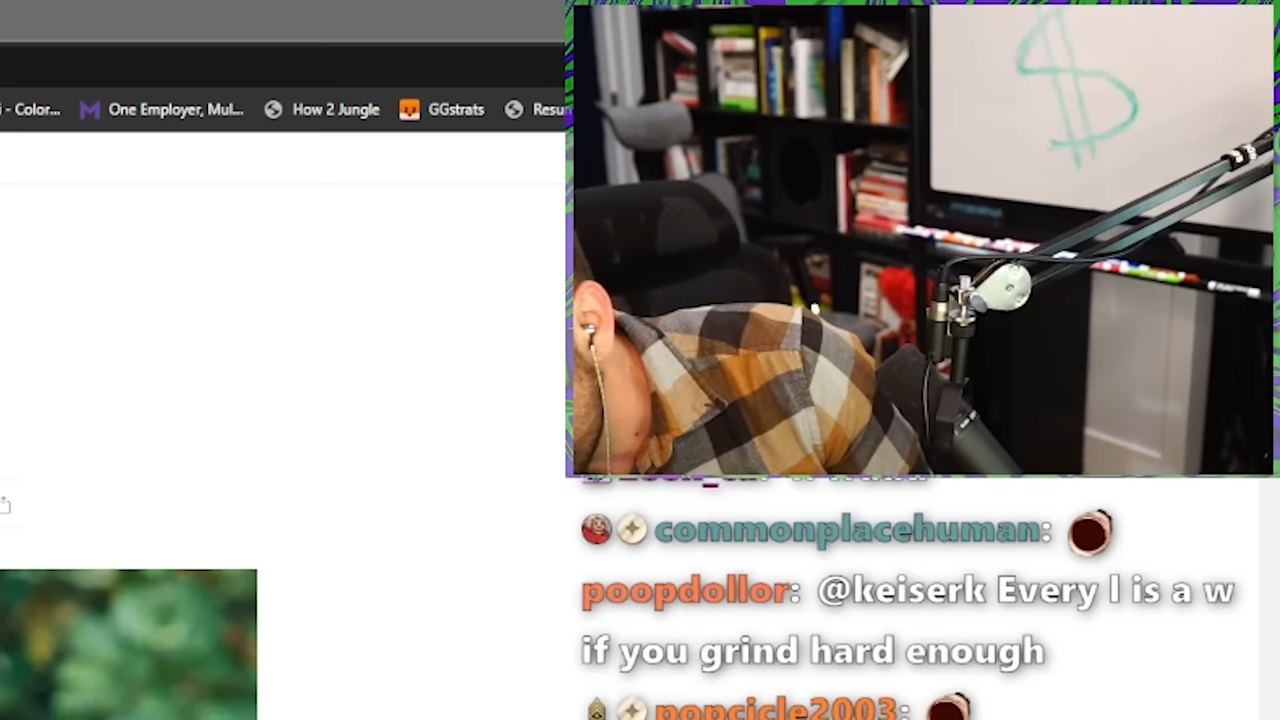 - Color...
One Employer, Mul...
How 2 Jungle
GGstrats
Resu
$
commonplacehuman:
poopdollor: @keiserk Every l is a w
if you grind hard enough
popcicle2003: